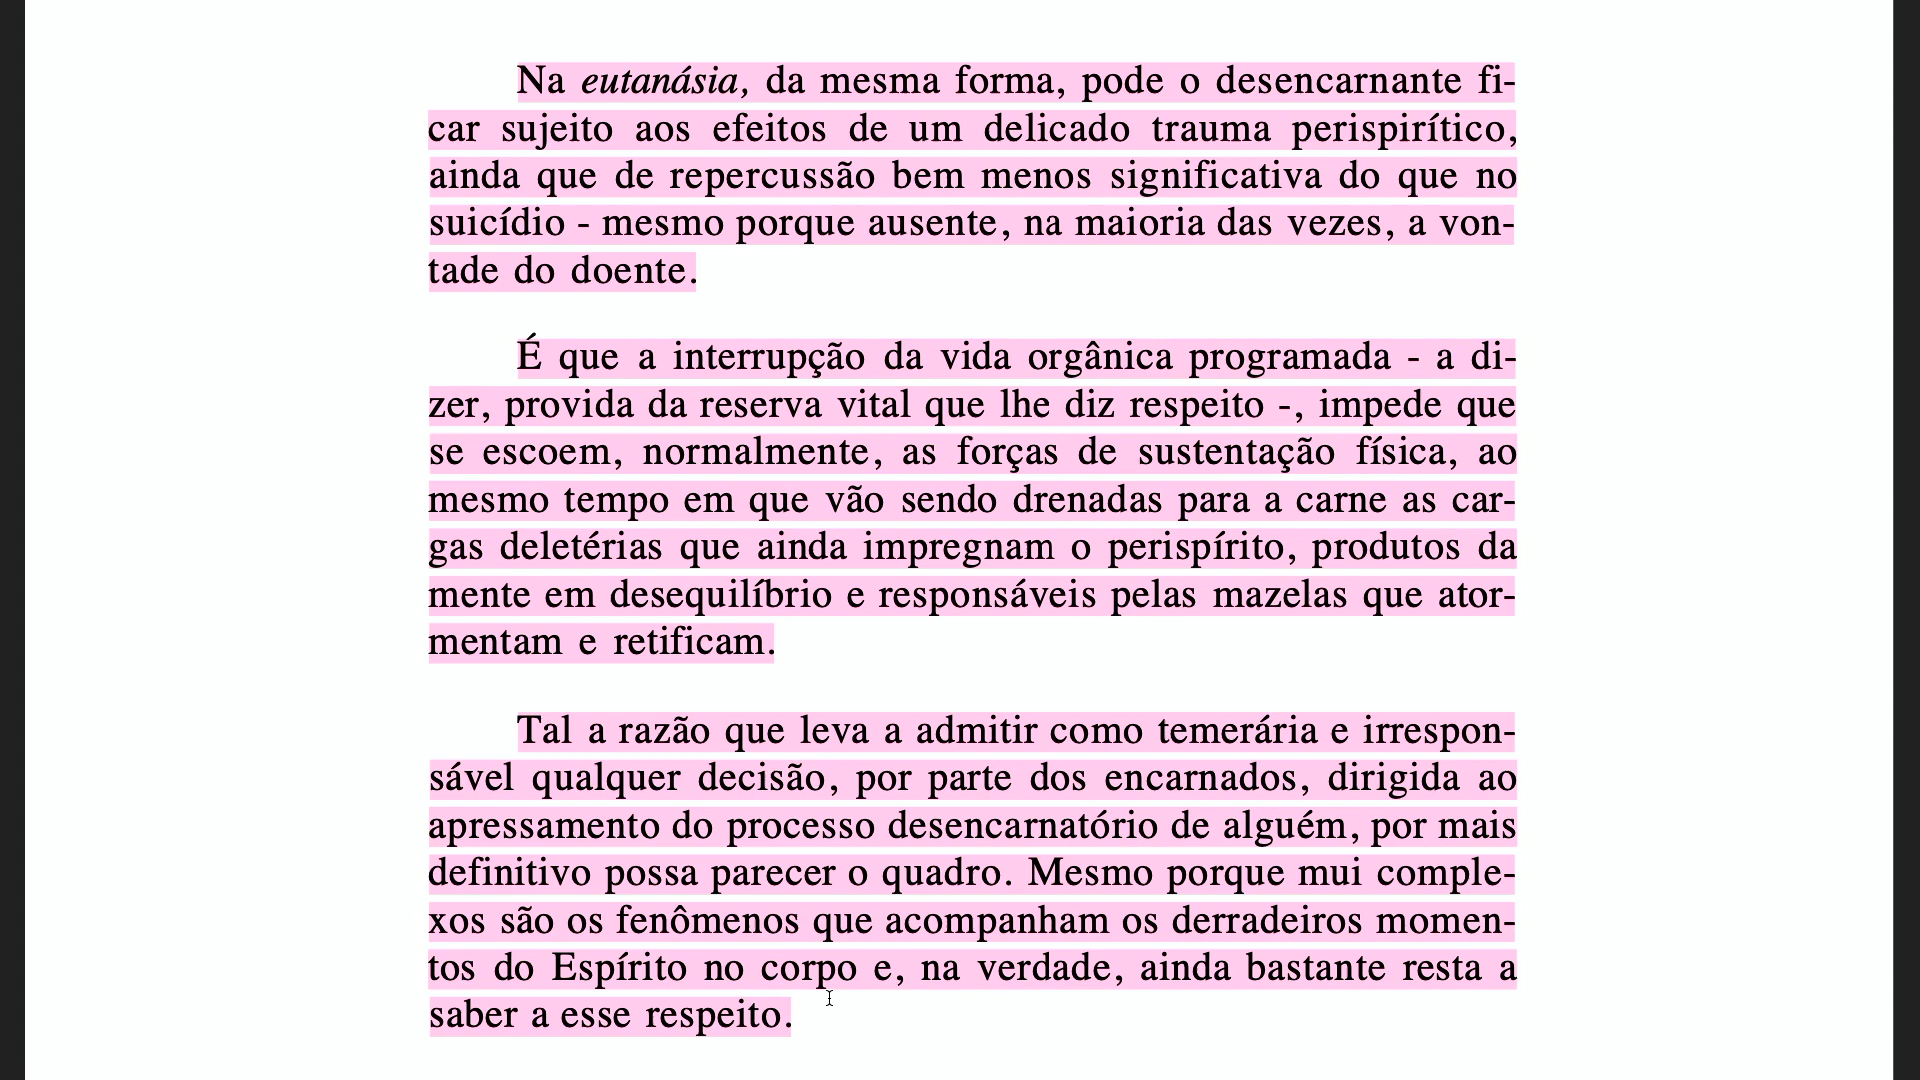 Na eutanásia, da mesma forma, pode o desencarnante fi-
car sujeito aos efeitos de um delicado trauma perispirítico,
ainda que de repercussão bem menos significativa do que no
suicídio - mesmo porque ausente, na maioria das vezes, a von-
tade do doente.
É que a interrupção da vida orgânica programada - a di-
zer, provida da reserva vital que lhe diz respeito -, impede que
se escoem, normalmente, as forças de sustentação física, ao
mesmo tempo em que vão sendo drenadas para a carne as car-
gas deletérias que ainda impregnam o perispírito, produtos da
mente em desequilíbrio e responsáveis pelas mazelas que ator-
mentam e retificam.
Tal a razão que leva a admitir como temerária e irrespon-
sável qualquer decisão, por parte dos encarnados, dirigida ao
apressamento do processo desencarnatório de alguém, por mais
definitivo possa parecer o quadro. Mesmo porque mui comple-
xos são os fenômenos que acompanham os derradeiros momen-
tos do Espírito no corpo e, na verdade, ainda bastante resta a
saber a esse respeito.